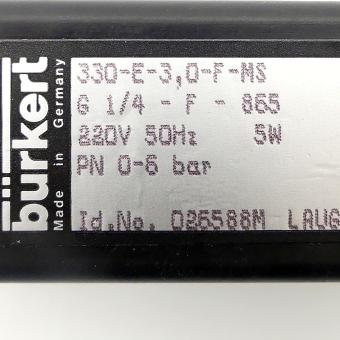 bürkert
Made in Germany
330-E-3,0-F-MS
G 1/4 - F - 865
220V 50Hz 5W
PN 0-6 bar
Id.No. 026588M LAUG